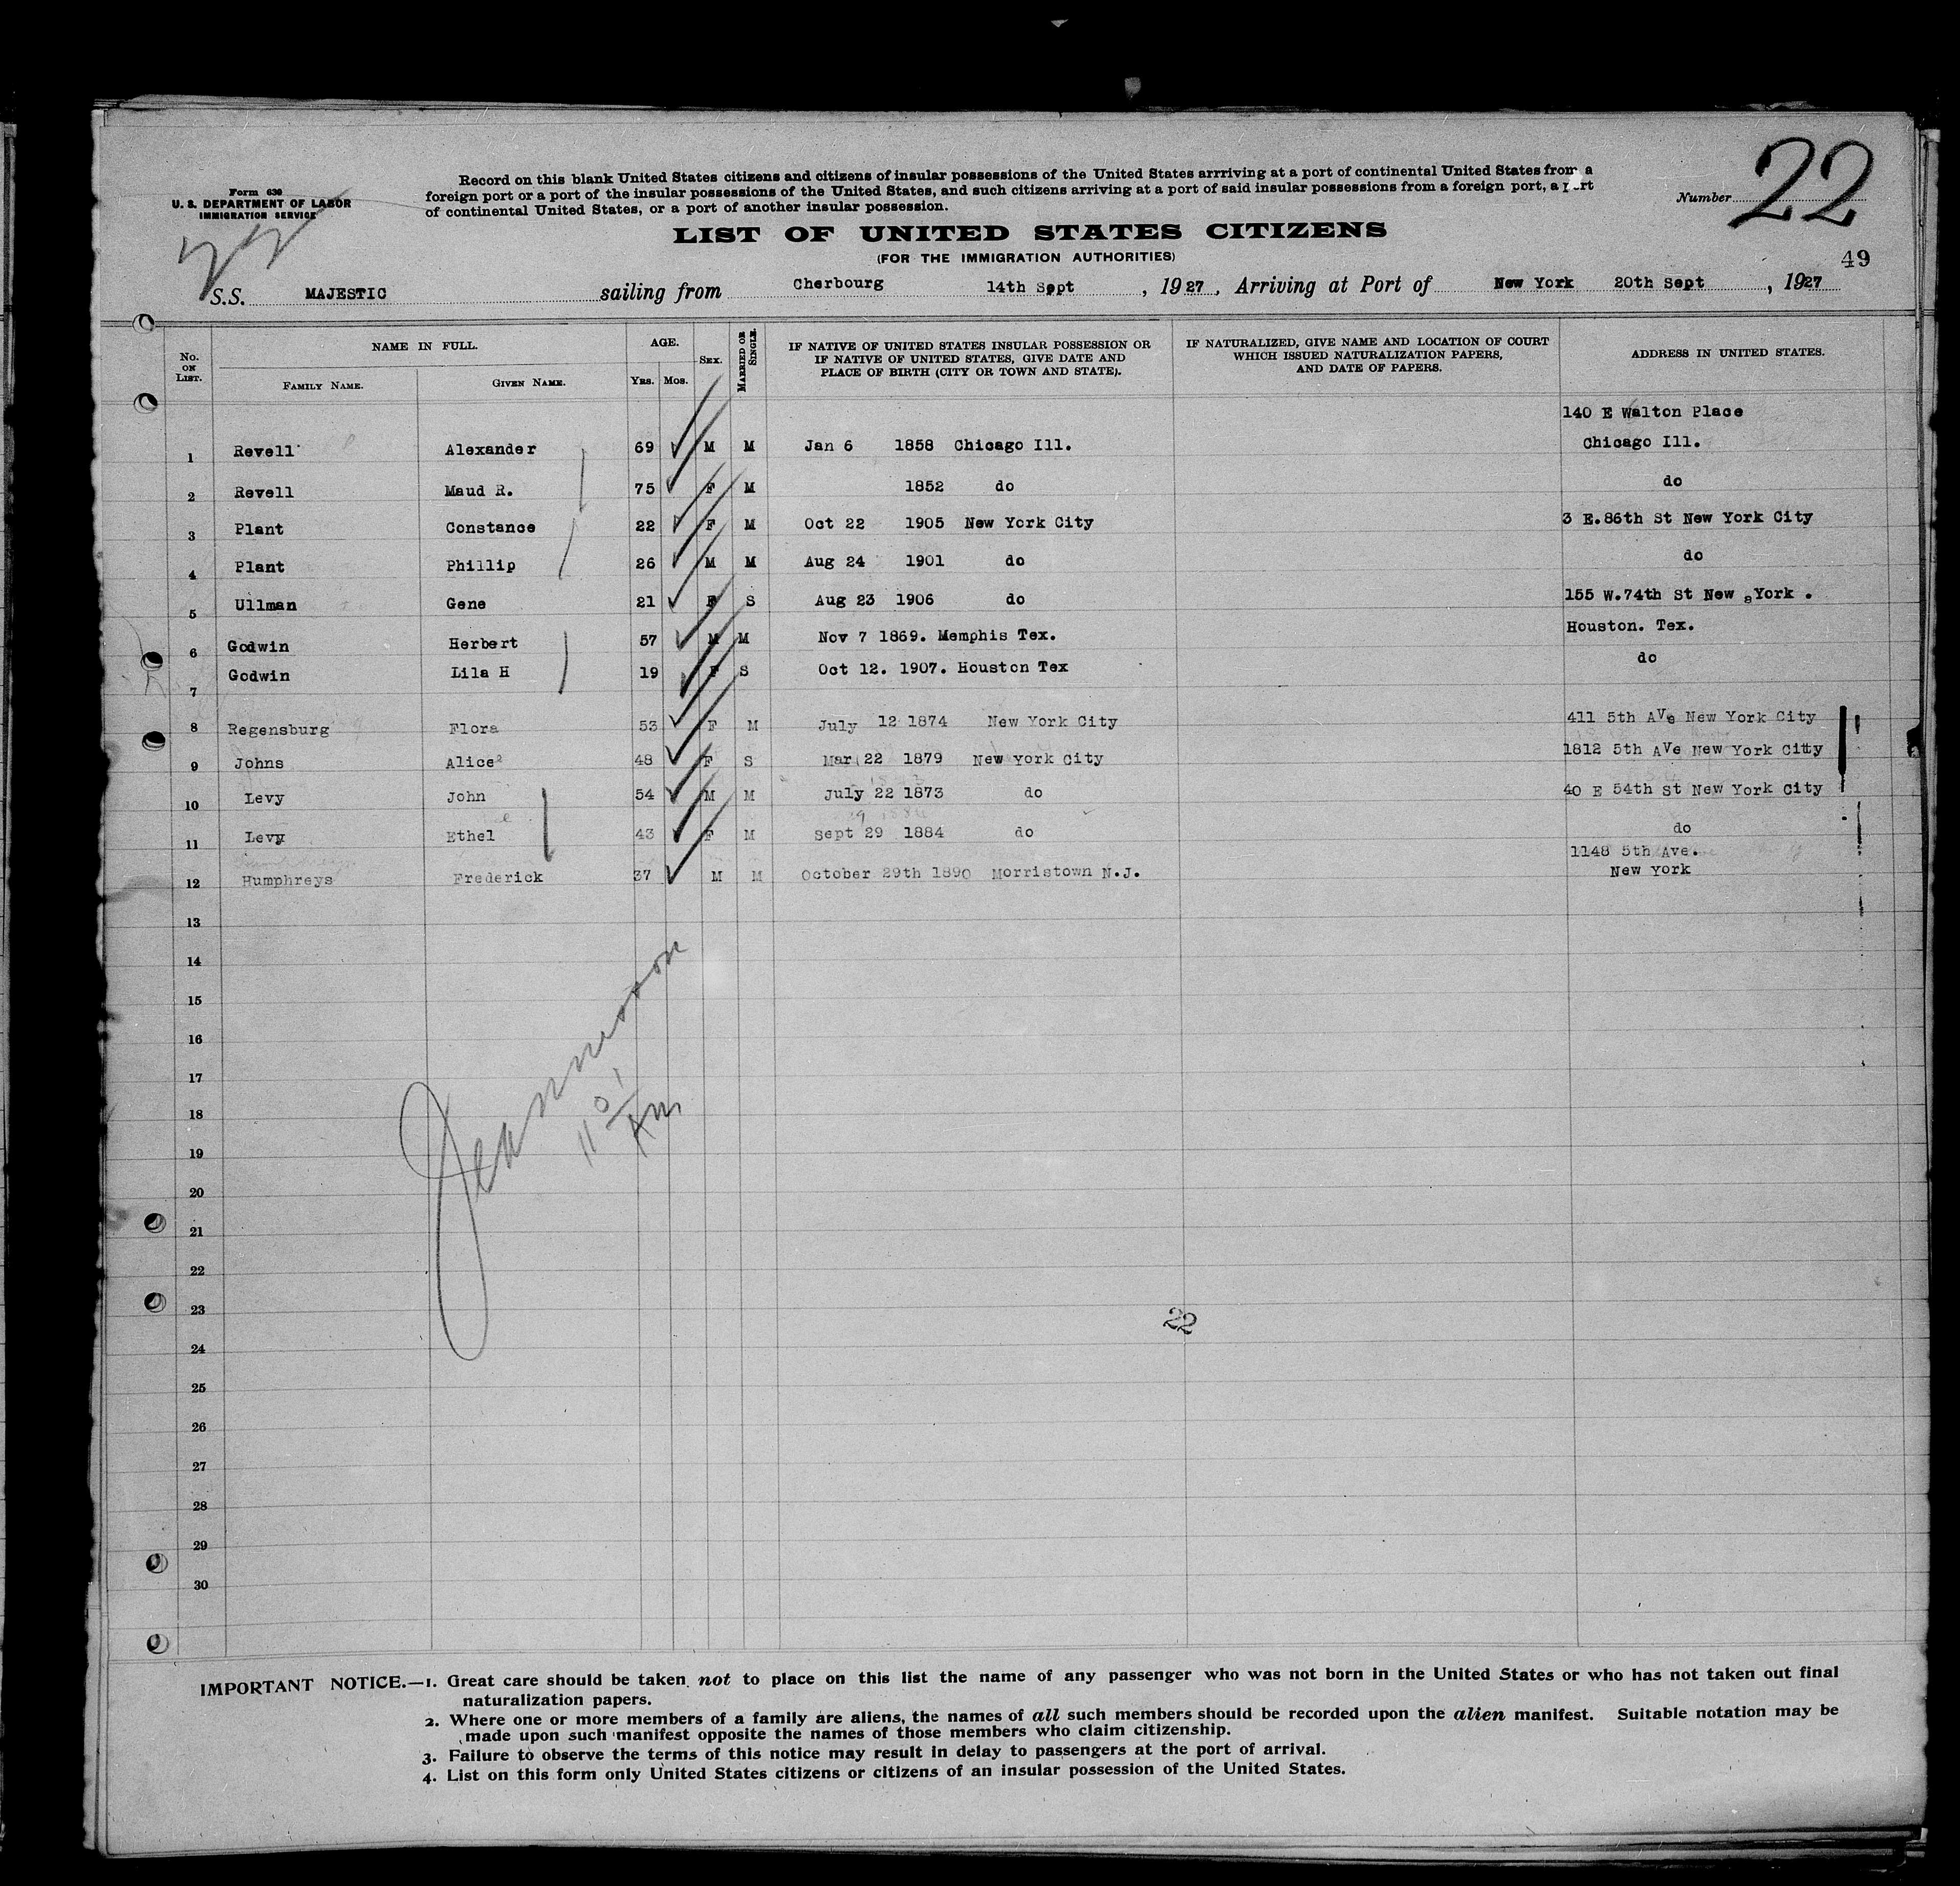 Form 630
U. S. DEPARTMENT OF LABOR
IMMIGRATION SERVICE
Record on this blank United States citizens and citizens of insular possessions of the United States arrriving at a port of continental United States from a
foreign port or a port of the insular possessions of the United States, and such citizens arriving at a port of said insular possessions from a foreign port, a port
of continental United States, or a port of another insular possession.
Number 22
LIST OF UNITED STATES CITIZENS
(FOR THE IMMIGRATION AUTHORITIES)
49
S.S. MAJESTIC sailing from Cherbourg 14th Sept , 1927 , Arriving at Port of New York 20th Sept , 1927
No. ON LIST. NAME IN FULL. FAMILY NAME. GIVEN NAME. AGE. YRS. MOS. SEX. MARRIED OR SINGLE. IF NATIVE OF UNITED STATES INSULAR POSSESSION OR IF NATIVE OF UNITED STATES, GIVE DATE AND PLACE OF BIRTH (CITY OR TOWN AND STATE). IF NATURALIZED, GIVE NAME AND LOCATION OF COURT WHICH ISSUED NATURALIZATION PAPERS, AND DATE OF PAPERS. ADDRESS IN UNITED STATES.
140 E Walton Place
1 Revell Alexander 69 M M Jan 6 1858 Chicago Ill. Chicago Ill.
2 Revell Maud R. 75 F M 1852 do do
3 Plant Constance 22 F M Oct 22 1905 New York City 3 E.86th St New York City
4 Plant Phillip 26 M M Aug 24 1901 do do
5 Ullman Gene 21 F S Aug 23 1906 do 155 W.74th St New York .
6 Godwin Herbert 57 M M Nov 7 1869. Memphis Tex. Houston. Tex.
7 Godwin Lila H 19 F S Oct 12. 1907. Houston Tex do
8 Regensburg Flora 53 F M July 12 1874 New York City 411 5th AVe New York City
9 Johns Alice 48 F S Mar 22 1879 New York City 1812 5th AVe New York City
10 Levy John 54 M M July 22 1873 do 40 E 54th St New York City
11 Levy Ethel 43 F M Sept 29 1884 do do
1148 5th Ave.
12 Humphreys Frederick 37 M M October 29th 1890 Morristown N.J. New York
13
14
15
16
17
18
19
20
21
22
23
22
24
25
26
27
28
29
30
IMPORTANT NOTICE.—1. Great care should be taken not to place on this list the name of any passenger who was not born in the United States or who has not taken out final
naturalization papers.
2. Where one or more members of a family are aliens, the names of all such members should be recorded upon the alien manifest. Suitable notation may be
made upon such manifest opposite the names of those members who claim citizenship.
3. Failure to observe the terms of this notice may result in delay to passengers at the port of arrival.
4. List on this form only United States citizens or citizens of an insular possession of the United States.